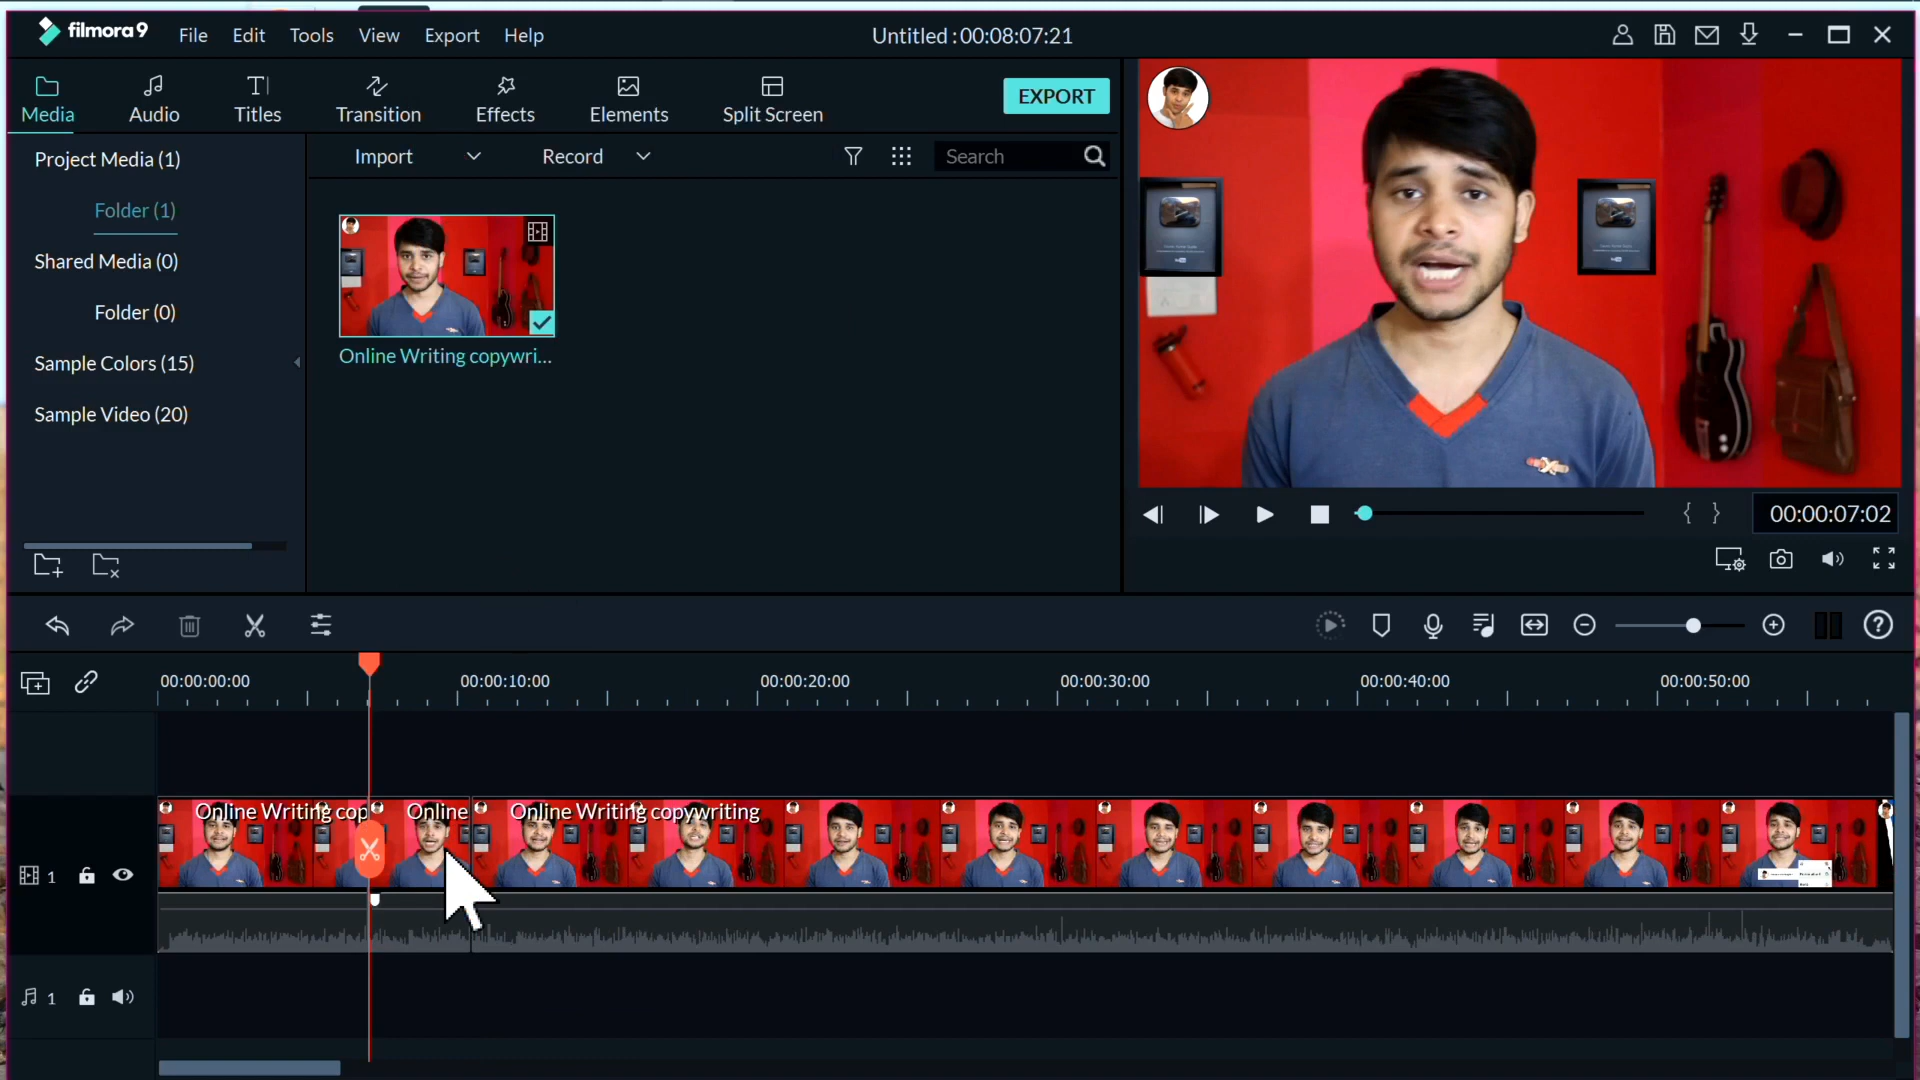 filmora9 File Edit Tools View Export Help Untitled : 00:08:07:21
Media Audio Titles Transition Effects Elements Split Screen EXPORT
Project Media (1) Import Record Search
Folder (1)
Shared Media (0)
Folder (0)
Online Writing copywri...
Sample Colors (15)
Sample Video (20)
00:00:07:02
00:00:00:00 00:00:10:00 00:00:20:00 00:00:30:00 00:00:40:00 00:00:50:00
Online Writing cop Online Online Writing copywriting
1
1